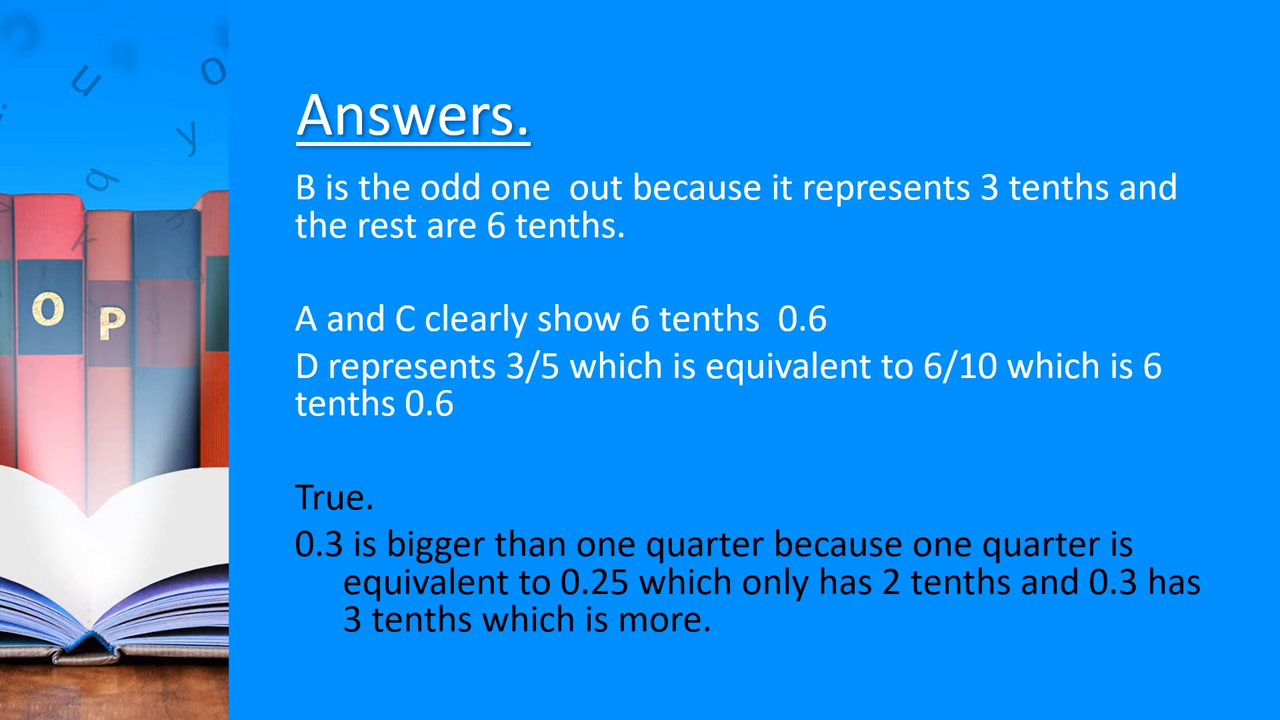 Answers.
B is the odd one  out because it represents 3 tenths and
the rest are 6 tenths.
A and C clearly show 6 tenths  0.6
D represents 3/5 which is equivalent to 6/10 which is 6
tenths 0.6
True.
0.3 is bigger than one quarter because one quarter is
equivalent to 0.25 which only has 2 tenths and 0.3 has
3 tenths which is more.
u
o
y
q
k
O
P